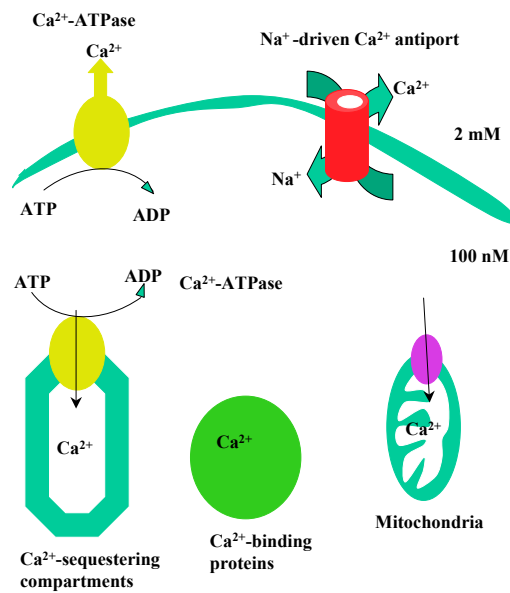 Ca²⁺-ATPase
Ca²⁺
Na⁺-driven Ca²⁺ antiport
Ca²⁺
2 mM
Na⁺
ATP
ADP
100 nM
ATP
ADP
Ca²⁺-ATPase
Ca²⁺
Ca²⁺
Ca²⁺
Mitochondria
Ca²⁺-binding
proteins
Ca²⁺-sequestering
compartments